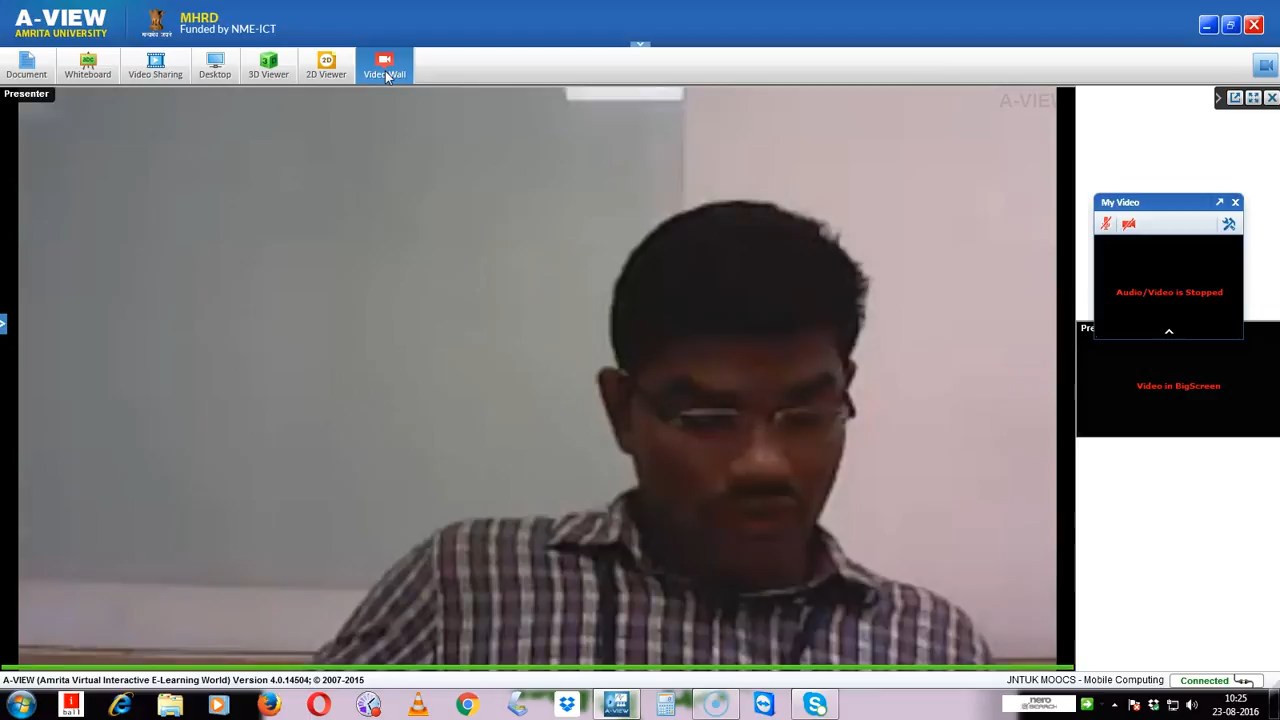 A-VIEW
AMRITA UNIVERSITY
MHRD
Funded by NME-ICT
Document
Whiteboard
Video Sharing
Desktop
3D Viewer
2D Viewer
Video Wall
Presenter
A-VIEW
My Video
Audio/Video is Stopped
Video in BigScreen
A-VIEW (Amrita Virtual Interactive E-Learning World) Version 4.0.14504; © 2007-2015
JNTUK MOOCS - Mobile Computing
Connected
10:25
23-08-2016